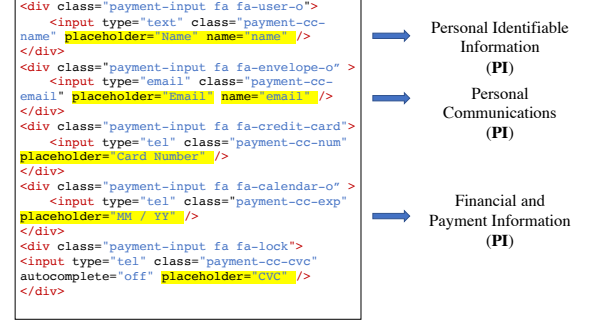 <div class="payment-input fa fa-user-o">
<input type="text" class="payment-cc-
name" placeholder="Name" name="name" />
</div>
<div class="payment-input fa fa-envelope-o” >
<input type="email" class="payment-cc-
email" placeholder="Email" name="email" />
</div>
<div class="payment-input fa fa-credit-card">
<input type="tel" class="payment-cc-num"
placeholder="Card Number" />
</div>
<div class="payment-input fa fa-calendar-o” >
<input type="tel" class="payment-cc-exp"
placeholder="MM / YY" />
</div>
<div class="payment-input fa fa-lock">
<input type="tel" class="payment-cc-cvc"
autocomplete="off" placeholder="CVC" />
</div>
Personal Identifiable
Information
(PI)
Personal
Communications
(PI)
Financial and
Payment Information
(PI)